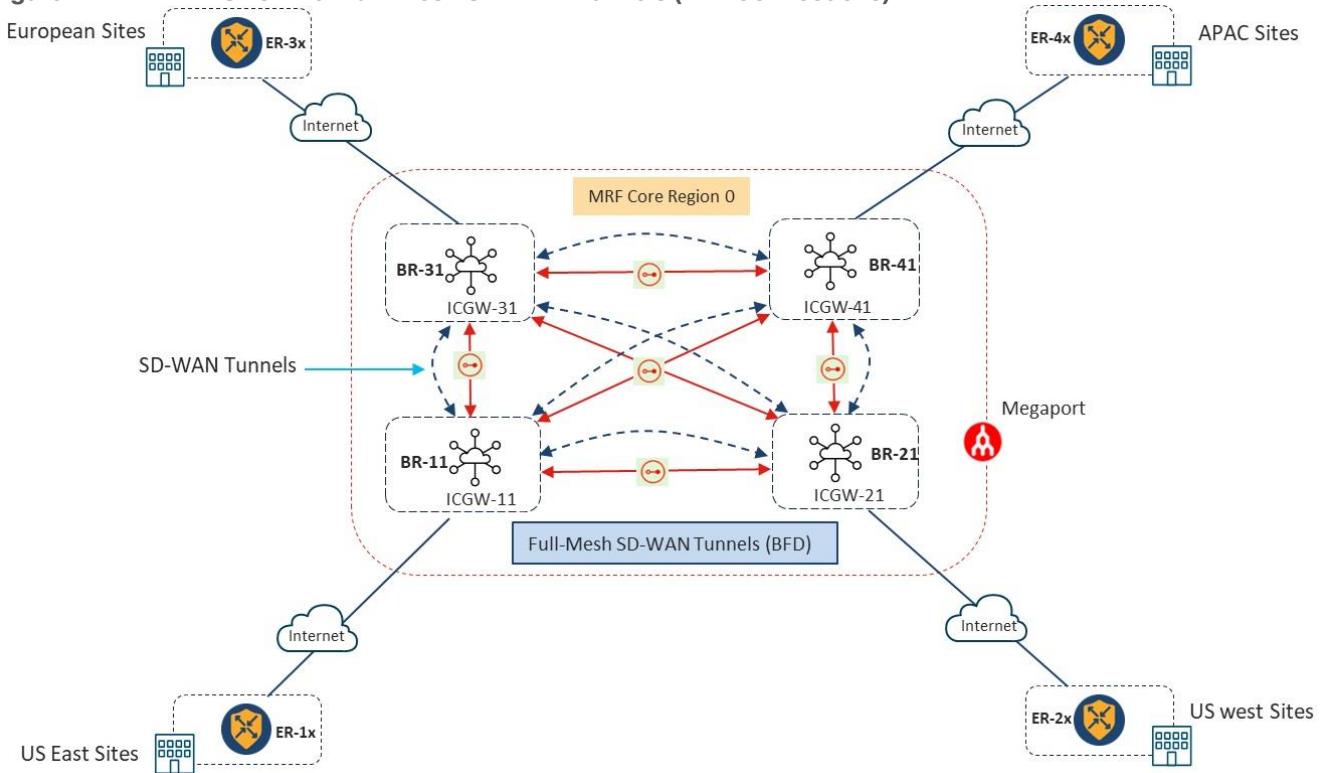 European Sites
ER-3x
ER-4x
APAC Sites
Internet
Internet
MRF Core Region 0
BR-31
ICGW-31
BR-41
ICGW-41
SD-WAN Tunnels
Megaport
BR-11
ICGW-11
BR-21
ICGW-21
Full-Mesh SD-WAN Tunnels (BFD)
Internet
Internet
ER-1x
US East Sites
ER-2x
US west Sites